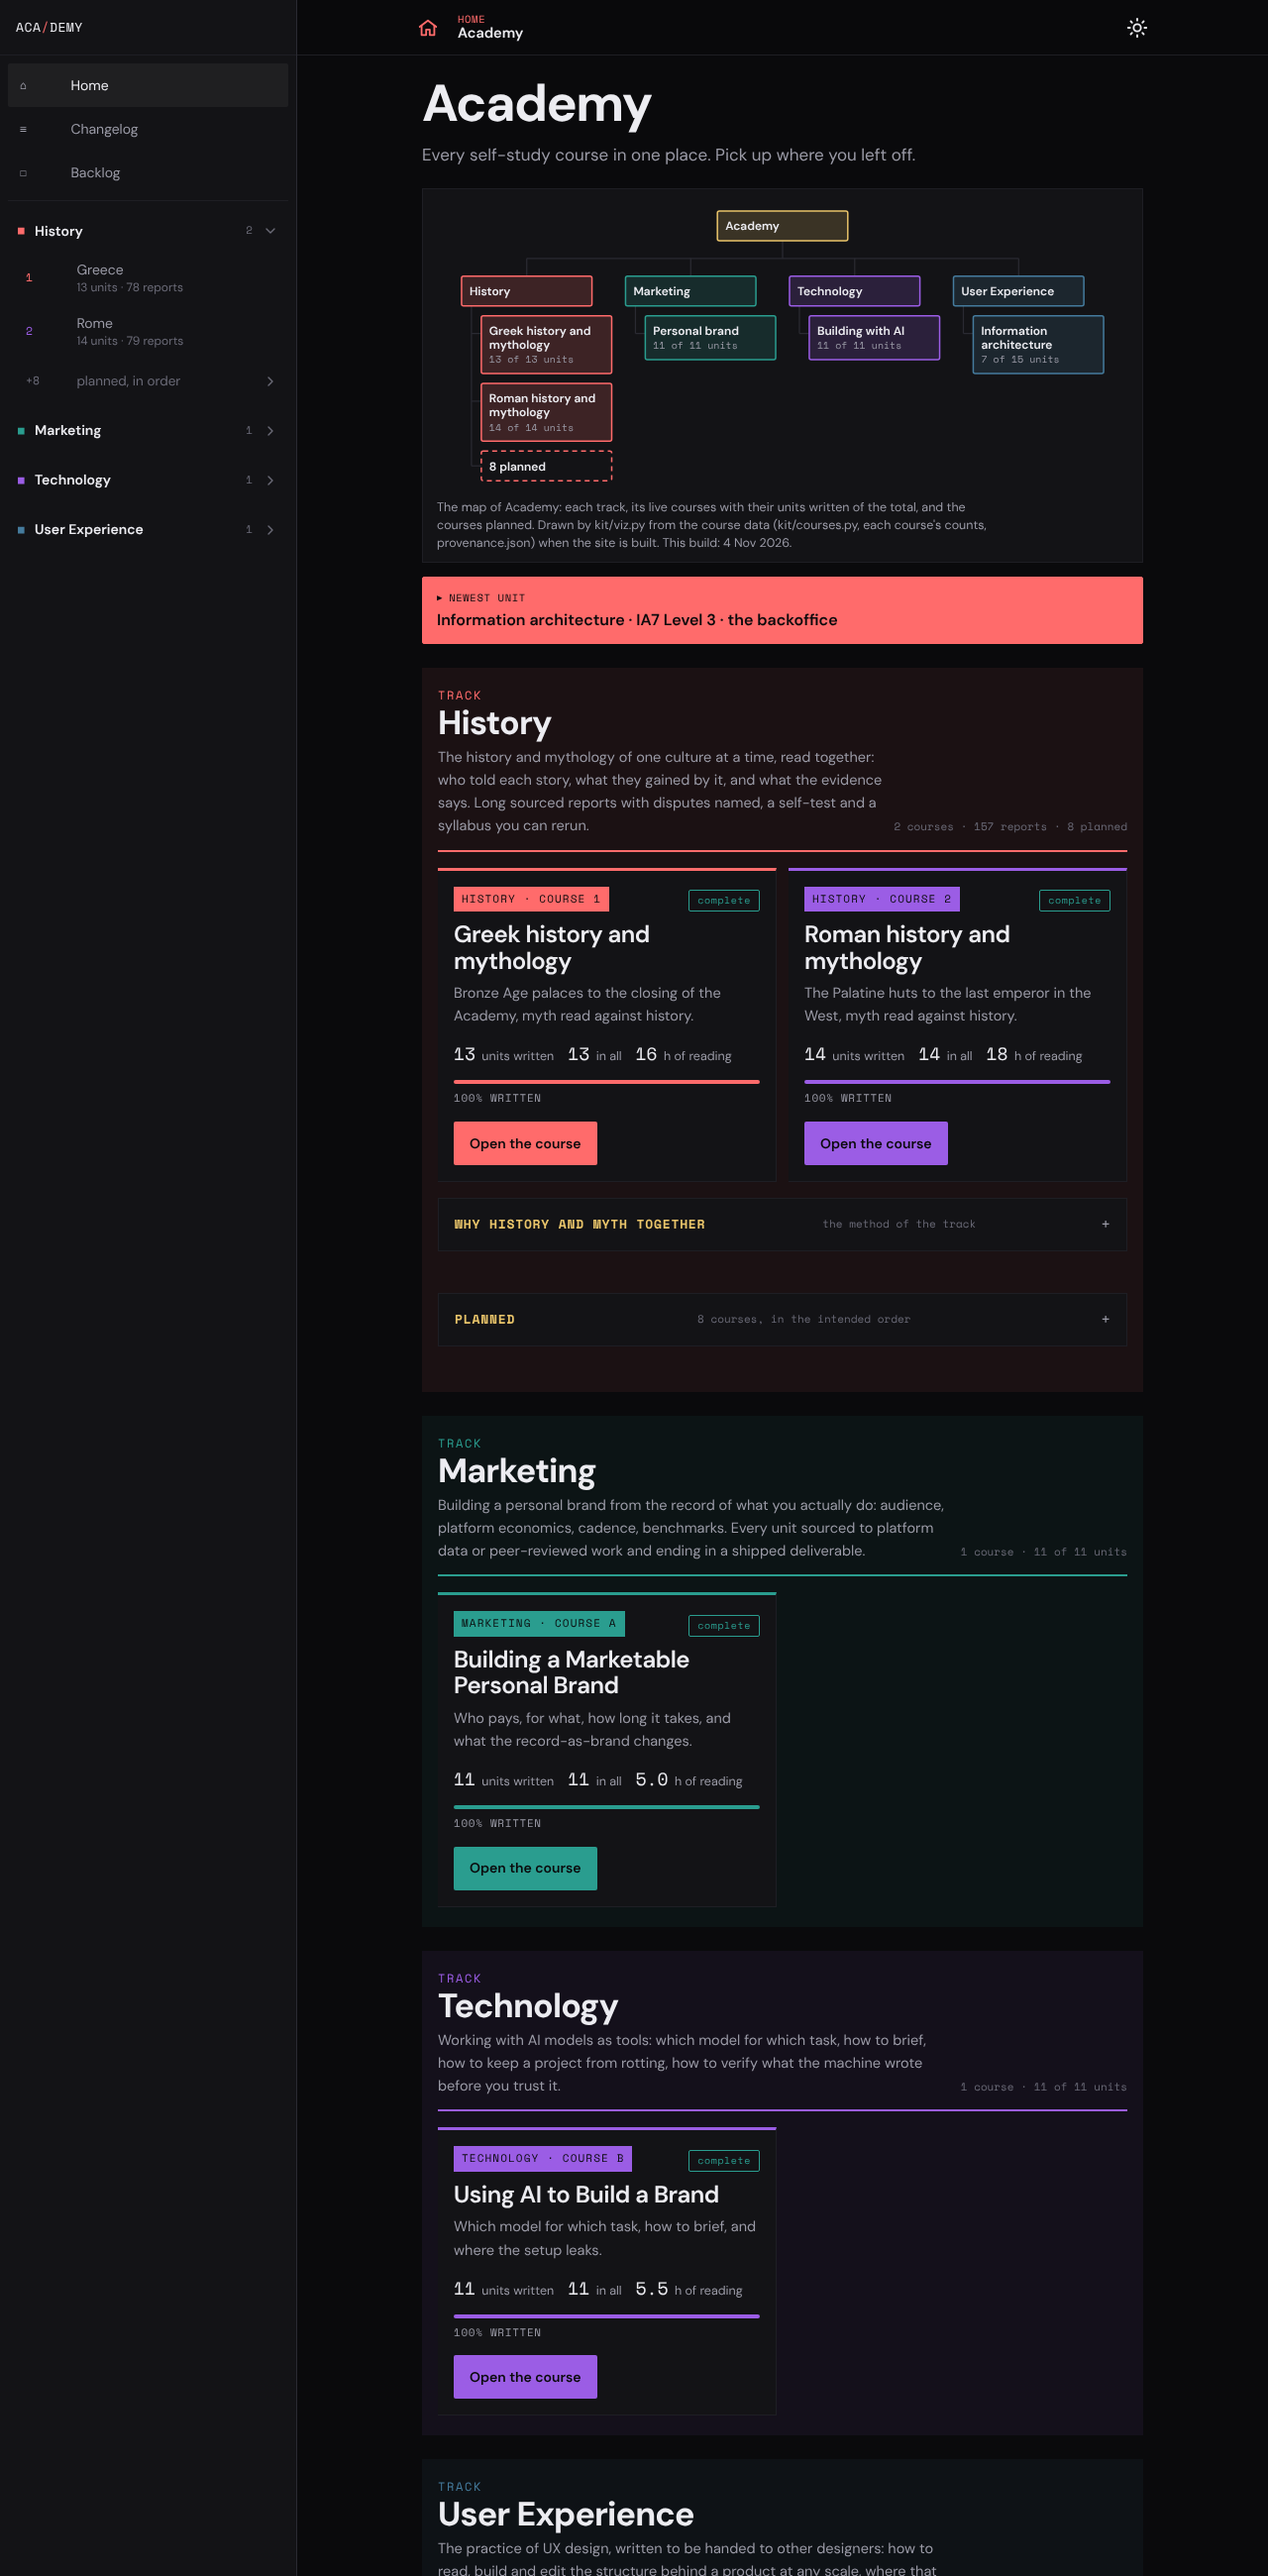 ACA/DEMY
Home
Changelog
Backlog
History 2
1 Greece
13 units · 78 reports
2 Rome
14 units · 79 reports
+8 planned, in order
Marketing 1
Technology 1
User Experience 1
HOME
Academy
Academy
Every self-study course in one place. Pick up where you left off.
Academy
History
Greek history and
mythology
13 of 13 units
Roman history and
mythology
14 of 14 units
8 planned
Marketing
Personal brand
11 of 11 units
Technology
Building with AI
11 of 11 units
User Experience
Information
architecture
7 of 15 units
The map of Academy: each track, its live courses with their units written of the total, and the
courses planned. Drawn by kit/viz.py from the course data (kit/courses.py, each course's counts,
provenance.json) when the site is built. This build: 4 Nov 2026.
▸ NEWEST UNIT
Information architecture · IA7 Level 3 · the backoffice
TRACK
History
The history and mythology of one culture at a time, read together:
who told each story, what they gained by it, and what the evidence
says. Long sourced reports with disputes named, a self-test and a
syllabus you can rerun.
2 courses · 157 reports · 8 planned
HISTORY · COURSE 1
complete
Greek history and
mythology
Bronze Age palaces to the closing of the
Academy, myth read against history.
13 units written 13 in all 16 h of reading
100% WRITTEN
Open the course
HISTORY · COURSE 2
complete
Roman history and
mythology
The Palatine huts to the last emperor in the
West, myth read against history.
14 units written 14 in all 18 h of reading
100% WRITTEN
Open the course
WHY HISTORY AND MYTH TOGETHER the method of the track +
PLANNED 8 courses, in the intended order +
TRACK
Marketing
Building a personal brand from the record of what you actually do: audience,
platform economics, cadence, benchmarks. Every unit sourced to platform
data or peer-reviewed work and ending in a shipped deliverable.
1 course · 11 of 11 units
MARKETING · COURSE A
complete
Building a Marketable
Personal Brand
Who pays, for what, how long it takes, and
what the record-as-brand changes.
11 units written 11 in all 5.0 h of reading
100% WRITTEN
Open the course
TRACK
Technology
Working with AI models as tools: which model for which task, how to brief,
how to keep a project from rotting, how to verify what the machine wrote
before you trust it.
1 course · 11 of 11 units
TECHNOLOGY · COURSE B
complete
Using AI to Build a Brand
Which model for which task, how to brief, and
where the setup leaks.
11 units written 11 in all 5.5 h of reading
100% WRITTEN
Open the course
TRACK
User Experience
The practice of UX design, written to be handed to other designers: how to
read, build and edit the structure behind a product at any scale, where that